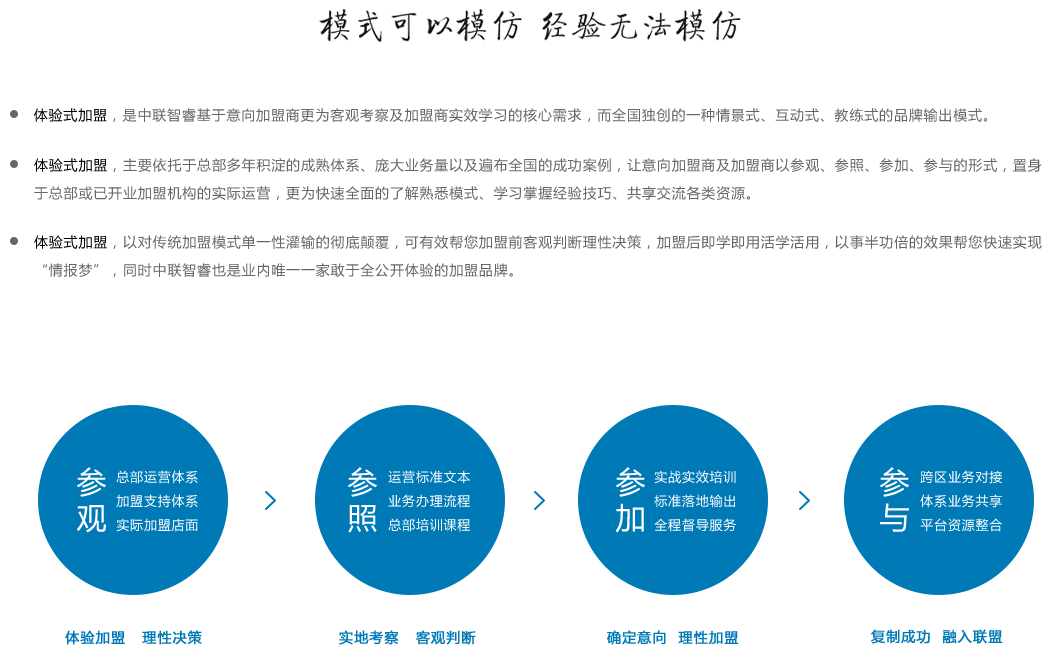 模式可以模仿 经验无法模仿
体验式加盟，是中联智睿基于意向加盟商更为客观考察及加盟商实效学习的核心需求，而全国独创的一种情景式、互动式、教练式的品牌输出模式。
体验式加盟，主要依托于总部多年积淀的成熟体系、庞大业务量以及遍布全国的成功案例，让意向加盟商及加盟商以参观、参照、参加、参与的形式，置身
于总部或已开业加盟机构的实际运营，更为快速全面的了解熟悉模式、学习掌握经验技巧、共享交流各类资源。
体验式加盟，以对传统加盟模式单一性灌输的彻底颠覆，可有效帮您加盟前客观判断理性决策，加盟后即学即用活学活用，以事半功倍的效果帮您快速实现
“情报梦”，同时中联智睿也是业内唯一一家敢于全公开体验的加盟品牌。
参观
总部运营体系
加盟支持体系
实际加盟店面
参照
运营标准文本
业务办理流程
总部培训课程
参加
实战实效培训
标准落地输出
全程督导服务
参与
跨区业务对接
体系业务共享
平台资源整合
体验加盟 理性决策
实地考察 客观判断
确定意向 理性加盟
复制成功 融入联盟